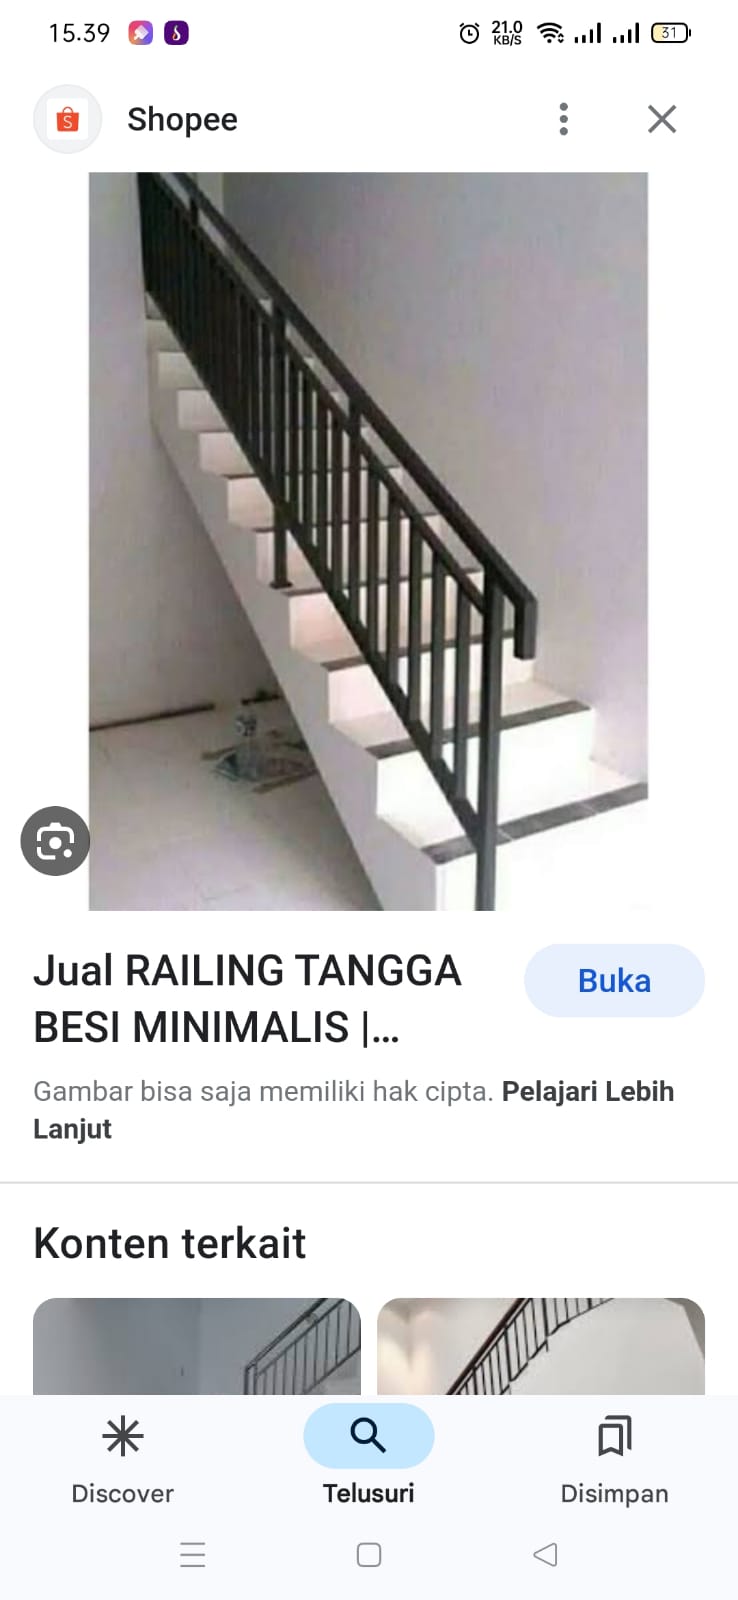 15.39
21.0
KB/S
31
Shopee
Jual RAILING TANGGA
BESI MINIMALIS |...
Buka
Gambar bisa saja memiliki hak cipta. Pelajari Lebih
Lanjut
Konten terkait
Discover
Telusuri
Disimpan